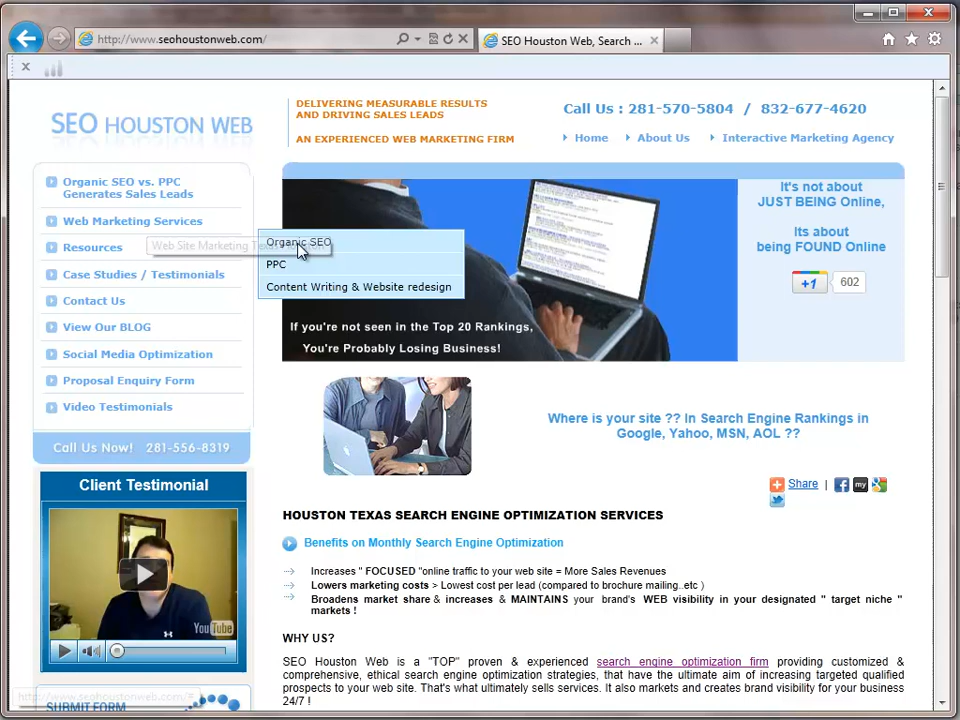 http://www.seohoustonweb.com/
SEO Houston Web, Search ...
SEO HOUSTON WEB
DELIVERING MEASURABLE RESULTS
AND DRIVING SALES LEADS
AN EXPERIENCED WEB MARKETING FIRM
Call Us : 281-570-5804 / 832-677-4620
Home
About Us
Interactive Marketing Agency
Organic SEO vs. PPC
Generates Sales Leads
Web Marketing Services
Resources
Case Studies / Testimonials
Contact Us
View Our BLOG
Social Media Optimization
Proposal Enquiry Form
Video Testimonials
Call Us Now! 281-556-8319
Web Site Marketing
Organic SEO
PPC
Content Writing & Website redesign
If you're not seen in the Top 20 Rankings,
You're Probably Losing Business!
It's not about
JUST BEING Online,
Its about
being FOUND Online
+1
602
Where is your site ?? In Search Engine Rankings in
Google, Yahoo, MSN, AOL ??
Share |
my
Client Testimonial
YouTube
http://www.seohoustonweb.com/#
SUBMIT FORM
HOUSTON TEXAS SEARCH ENGINE OPTIMIZATION SERVICES
Benefits on Monthly Search Engine Optimization
Increases " FOCUSED "online traffic to your web site = More Sales Revenues
Lowers marketing costs > Lowest cost per lead (compared to brochure mailing..etc )
Broadens market share & increases & MAINTAINS your brand's WEB visibility in your designated " target niche "
markets !
WHY US?
SEO Houston Web is a "TOP" proven & experienced search engine optimization firm providing customized &
comprehensive, ethical search engine optimization strategies, that have the ultimate aim of increasing targeted qualified
prospects to your web site. That's what ultimately sells services. It also markets and creates brand visibility for your business
24/7 !